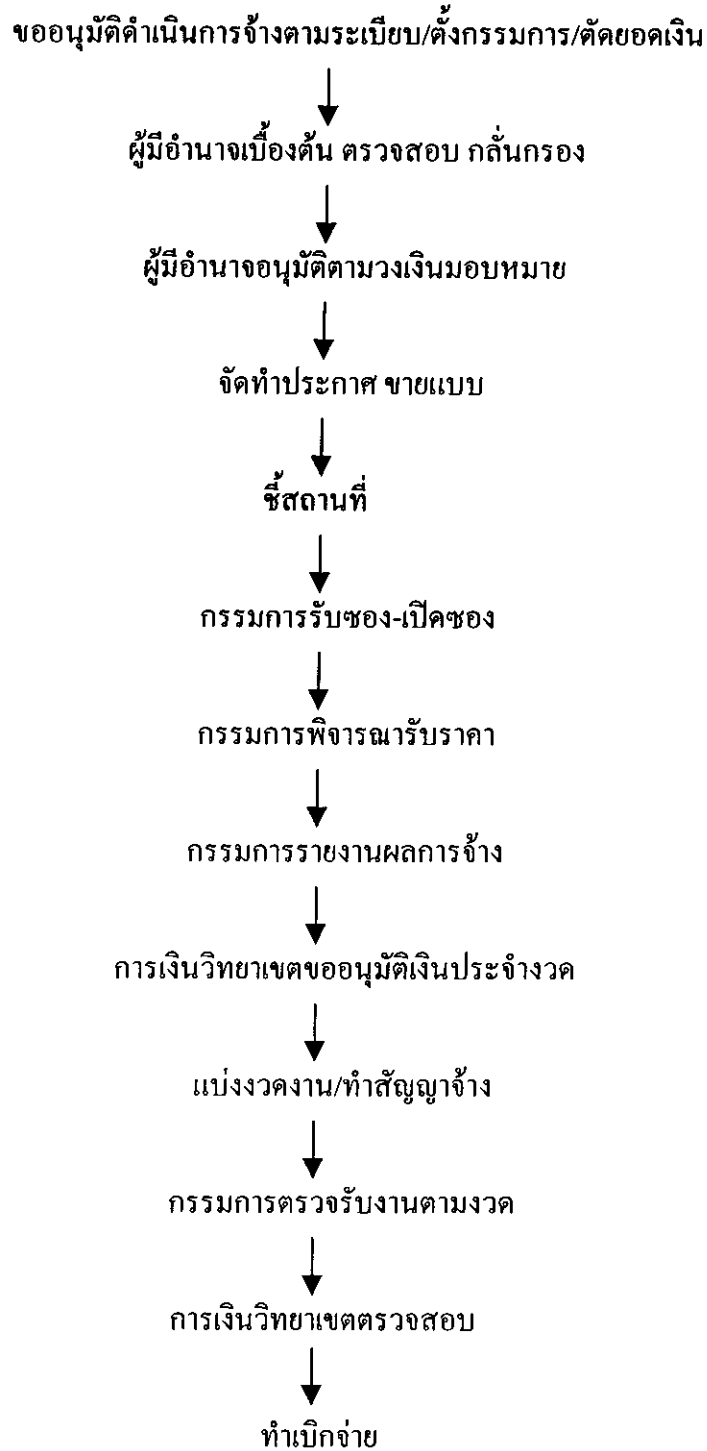 ขออนุมัติดำเนินการจ้างตามระเบียบ/ตั้งกรรมการ/ตัดยอดเงิน
ผู้มีอำนาจเบื้องต้น ตรวจสอบ กลั่นกรอง
ผู้มีอำนาจอนุมัติตามวงเงินมอบหมาย
จัดทำประกาศ ขายแบบ
ชี้สถานที่
กรรมการรับซอง-เปิดซอง
กรรมการพิจารณารับราคา
กรรมการรายงานผลการจ้าง
การเงินวิทยาเขตขออนุมัติเงินประจำงวด
แบ่งงวดงาน/ทำสัญญาจ้าง
กรรมการตรวจรับงานตามงวด
การเงินวิทยาเขตตรวจสอบ
ทำเบิกจ่าย